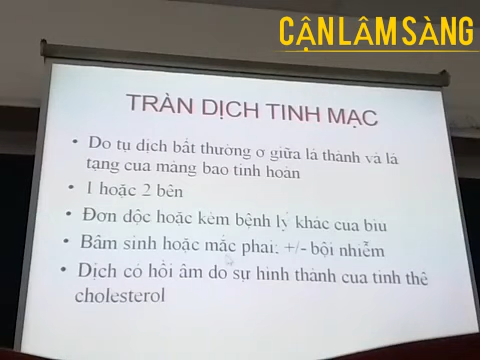 CẬN LÂM SÀNG
TRÀN DỊCH TINH MẠC
• Do tụ dịch bất thường ở giữa lá thành và lá
tạng của màng bao tinh hoàn
• 1 hoặc 2 bên
• Đơn độc hoặc kèm bệnh lý khác của bìu
• Bẩm sinh hoặc mắc phải: +/- bội nhiễm
• Dịch có hồi âm do sự hình thành của tinh thể
cholesterol